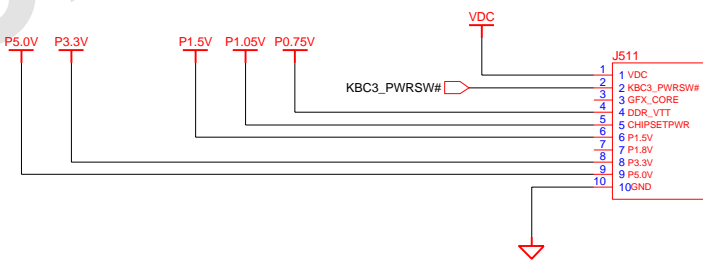 VDC
P5.0V P3.3V P1.5V P1.05V P0.75V
J511
1 1 VDC
KBC3_PWRSW# 2 2 KBC3_PWRSW#
3 3 GFX_CORE
4 4 DDR_VTT
5 5 CHIPSETPWR
6 6 P1.5V
7 7 P1.8V
8 8 P3.3V
9 9 P5.0V
10 10GND